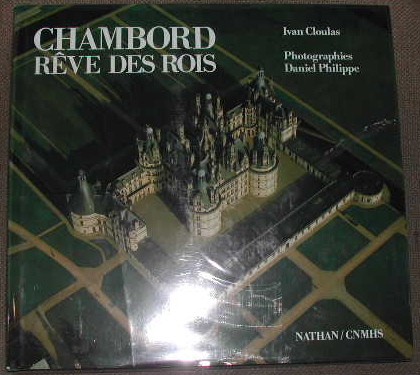 CHAMBORD
RÊVE DES ROIS
Ivan Cloulas
Photographies
Daniel Philippe
NATHAN/CNMHS